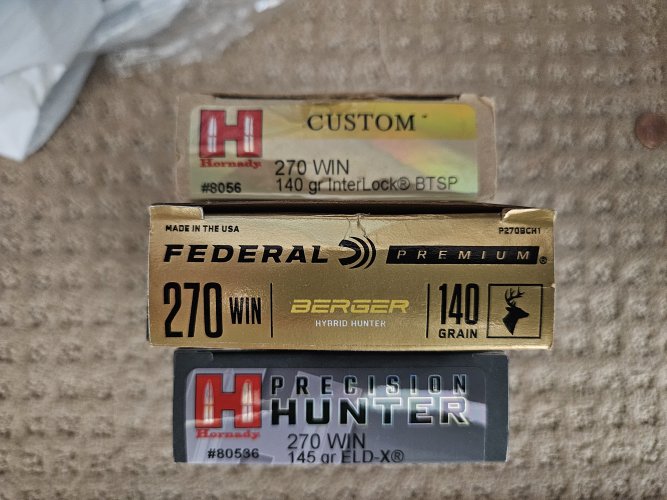 CUSTOM™
Hornady
270 WIN
#8056
140 gr InterLock® BTSP
MADE IN THE USA
P270BCH1
FEDERAL PREMIUM®
270 WIN
BERGER
HYBRID HUNTER
140
GRAIN
PRECISION
HUNTER
Hornady
270 WIN
#80536
145 gr ELD-X®